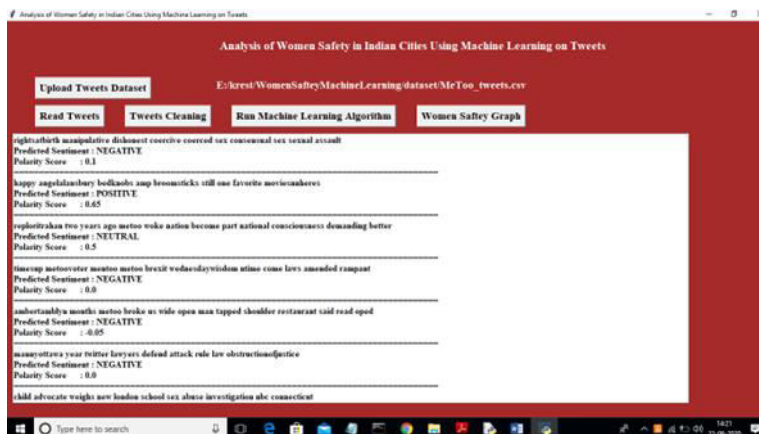 Analysis of Women Safety in Indian Cities Using Machine Learning on Tweets
Analysis of Women Safety in Indian Cities Using Machine Learning on Tweets
Upload Tweets Dataset
E:/krest/WomenSafteyMachineLearning/dataset/MeToo_tweets.csv
Read Tweets Tweets Cleaning Run Machine Learning Algorithm Women Saftey Graph
rightsatbirth manipulative dishonest coercive coerced sex consensual sex sexual assault
Predicted Sentiment : NEGATIVE
Polarity Score : 0.1
happy angelalansbury bedknobs amp broomsticks still one favorite
Predicted Sentiment : POSITIVE
Polarity Score : 0.65
reploritrahan two years ago metoo woke nation become part national consciousness demanding better
Predicted Sentiment : NEUTRAL
Polarity Score : 0.5
timesup metoovoter mentoo metoo brexit wednesdaywisdom utime come laws amended rampant
Predicted Sentiment : NEGATIVE
Polarity Score : 0.0
ambertamblyn months metoo broke us wide open man tapped shoulder restaurant said read oped
Predicted Sentiment : NEGATIVE
Polarity Score : -0.05
year twitter lawyers defend attack rule law obstructionofjustice
Predicted Sentiment : NEGATIVE
Polarity Score : 0.0
child advocate weighs new london school sex abuse investigation nbc connecticut
Type here to search
14:21